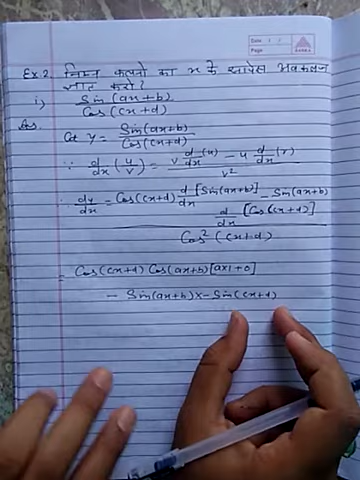 Date
Page
Ex.2 निम्न फलनो का x के सापेक्ष अवकलन
ज्ञात करो?
i) Sin(ax+b)
Cos(cx+d)
Ans.
Let y = Sin(ax+b)
Cos(cx+d)
∵ d/dx (u/v) = v d/dx (u) - u d/dx (v)
v²
∴ dy/dx = Cos(cx+d) d/dx [Sin(ax+b)] - Sin(ax+b)
d/dx [Cos(cx+d)]
Cos² (cx+d)
= Cos(cx+d) Cos(ax+b) [ax1+0]
- Sin(ax+b) x - Sin(cx+d)